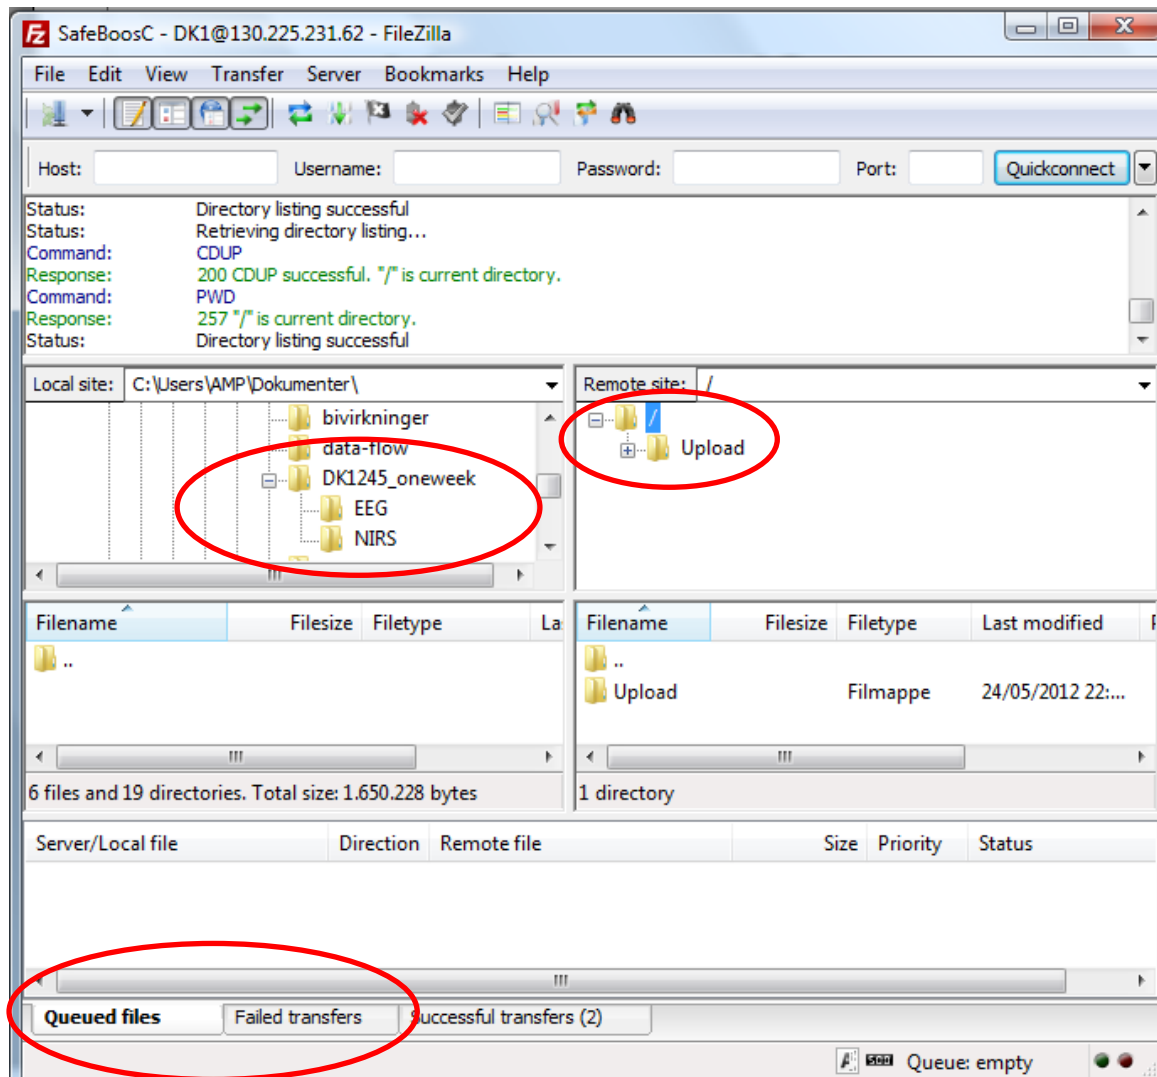 SafeBoosC - DK1@130.225.231.62 - FileZilla
File Edit View Transfer Server Bookmarks Help
Host: Username: Password: Port: Quickconnect
Status: Directory listing successful
Status: Retrieving directory listing...
Command: CDUP
Response: 200 CDUP successful. "/" is current directory.
Command: PWD
Response: 257 "/" is current directory.
Status: Directory listing successful
Local site: C:\Users\AMP\Dokumenter\
bivirkninger
data-flow
DK1245_oneweek
EEG
NIRS
Remote site: /
/
Upload
Filename Filesize Filetype La
..
6 files and 19 directories. Total size: 1.650.228 bytes
Filename Filesize Filetype Last modified
..
Upload Filmappe 24/05/2012 22:...
1 directory
Server/Local file Direction Remote file Size Priority Status
Queued files Failed transfers Successful transfers (2)
Queue: empty